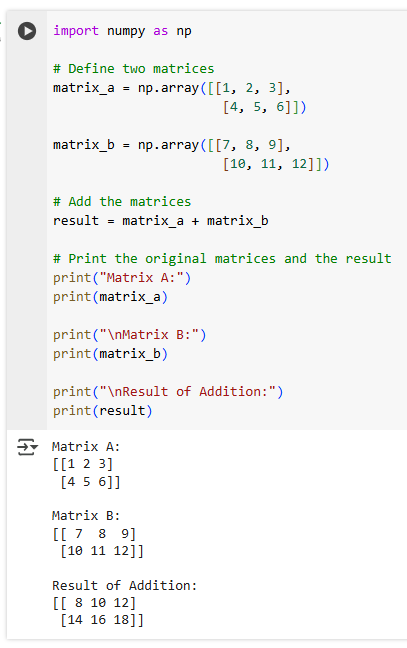 import numpy as np

# Define two matrices
matrix_a = np.array([[1, 2, 3],
                     [4, 5, 6]])

matrix_b = np.array([[7, 8, 9],
                     [10, 11, 12]])

# Add the matrices
result = matrix_a + matrix_b

# Print the original matrices and the result
print("Matrix A:")
print(matrix_a)

print("\nMatrix B:")
print(matrix_b)

print("\nResult of Addition:")
print(result)

Matrix A:
[[1 2 3]
 [4 5 6]]

Matrix B:
[[ 7  8  9]
 [10 11 12]]

Result of Addition:
[[ 8 10 12]
 [14 16 18]]